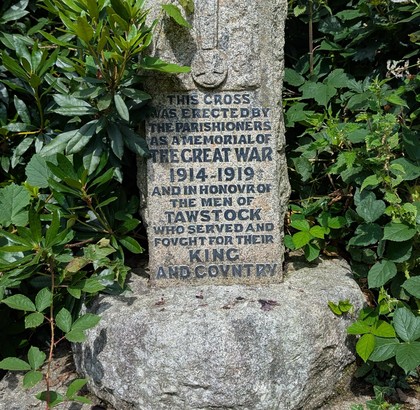 THIS CROSS
WAS ERECTED BY
THE PARISHIONERS
AS A MEMORIAL OF
THE GREAT WAR
1914-1919
AND IN HONOVR OF
THE MEN OF
TAWSTOCK
WHO SERVED AND
FOVGHT FOR THEIR
KING
AND COVNTRY